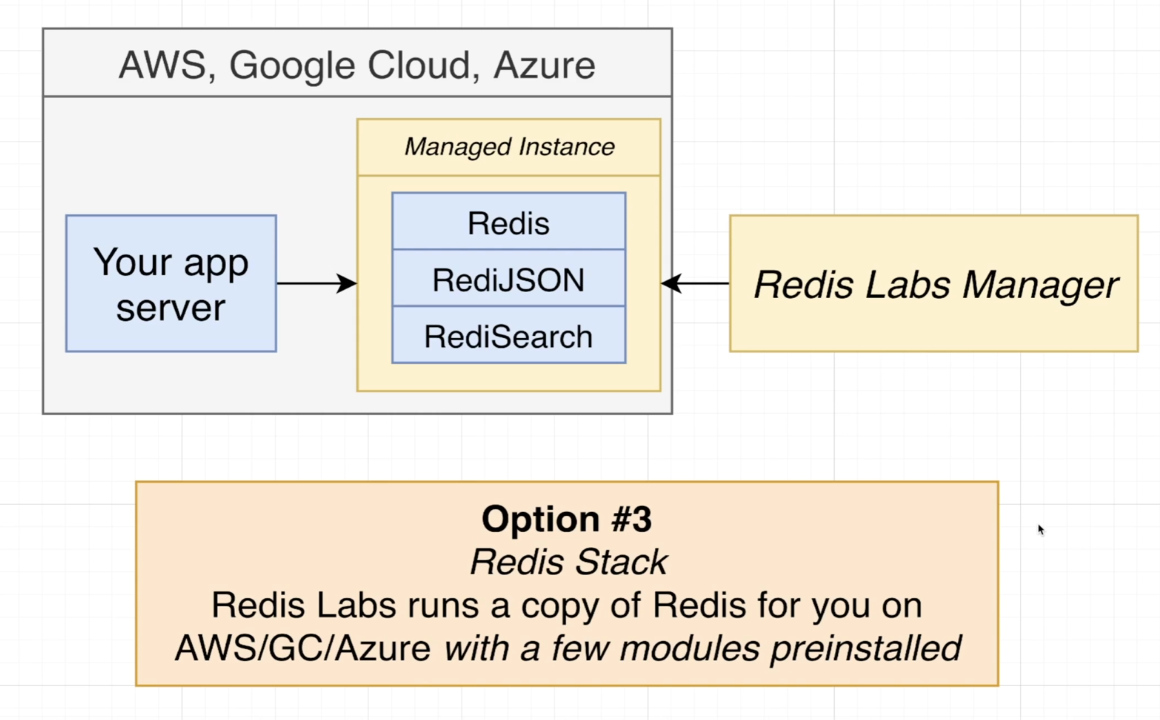 AWS, Google Cloud, Azure
Managed Instance
Your app
server
Redis
RediJSON
RediSearch
Redis Labs Manager
Option #3
Redis Stack
Redis Labs runs a copy of Redis for you on
AWS/GC/Azure with a few modules preinstalled